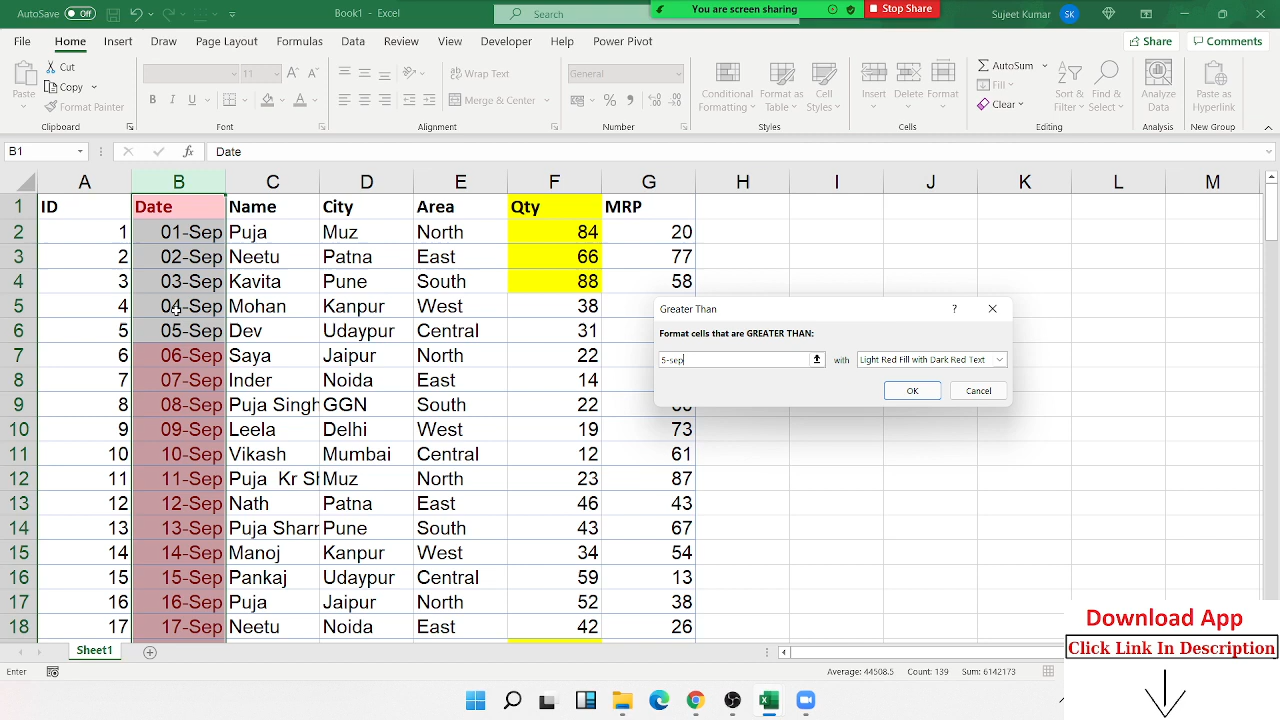 AutoSave Off Book1 - Excel Search You are screen sharing Stop Share Sujeet Kumar SK
File Home Insert Draw Page Layout Formulas Data Review View Developer Help Power Pivot Share Comments
Paste Cut Copy Format Painter
11 Wrap Text Merge & Center General
Conditional Formatting Format as Table Cell Styles Insert Delete Format
AutoSum Fill Clear Sort & Filter Find & Select Analyze Data Paste as Hyperlink
Clipboard Font Alignment Number Styles Cells Editing Analysis New Group
B1 fx Date
A B C D E F G H I J K L M
1 ID Date Name City Area Qty MRP
2 1 01-Sep Puja Muz North 84 20
3 2 02-Sep Neetu Patna East 66 77
4 3 03-Sep Kavita Pune South 88 58
5 4 04-Sep Mohan Kanpur West 38
6 5 05-Sep Dev Udaypur Central 31
7 6 06-Sep Saya Jaipur North 22
8 7 07-Sep Inder Noida East 14
9 8 08-Sep Puja Singh GGN South 22
10 9 09-Sep Leela Delhi West 19 73
11 10 10-Sep Vikash Mumbai Central 12 61
12 11 11-Sep Puja Kr Sh Muz North 23 87
13 12 12-Sep Nath Patna East 46 43
14 13 13-Sep Puja Sharm Pune South 43 67
15 14 14-Sep Manoj Kanpur West 34 54
16 15 15-Sep Pankaj Udaypur Central 59 13
17 16 16-Sep Puja Jaipur North 52 38
18 17 17-Sep Neetu Noida East 42 26
Greater Than ?
Format cells that are GREATER THAN:
5-sep with Light Red Fill with Dark Red Text
OK Cancel
Download App
Click Link In Description
Sheet1
Enter Average: 44508.5 Count: 139 Sum: 6142173